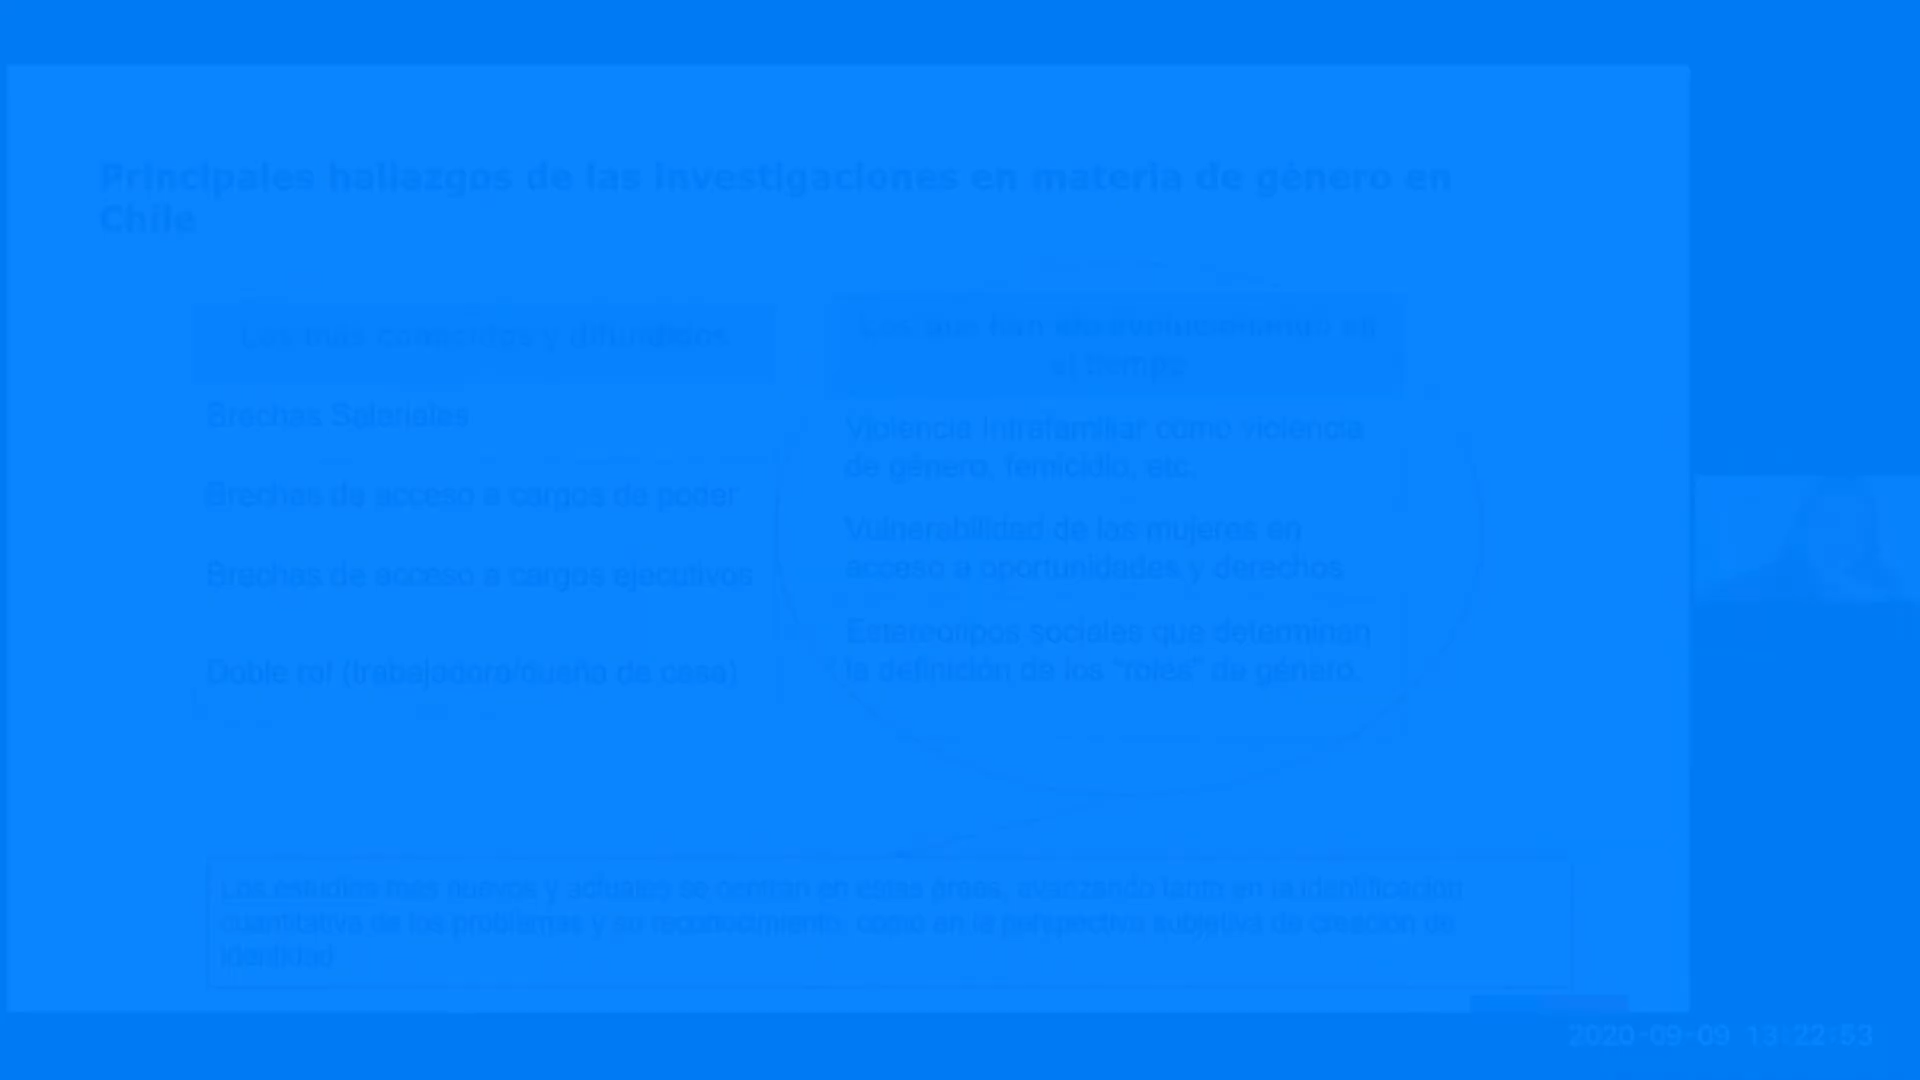 Principales hallazgos de las investigaciones en materia de género en
Chile
Los más conocidos y difundidos
Los que han ido evolucionando en
el tiempo
Brechas Salariales
Brechas de acceso a cargos de poder
Brechas de acceso a cargos ejecutivos
Doble rol (trabajadora/dueña de casa)
Violencia Intrafamiliar como violencia
de género, femicidio, etc.
Vulnerabilidad de las mujeres en
acceso a oportunidades y derechos
Estereotipos sociales que determinan
la definición de los “roles” de género.
Los estudios más nuevos y actuales se centran en estas áreas, avanzando tanto en la identificación
cuantitativa de los problemas y su reconocimiento, como en la perspectiva subjetiva de creación de
identidad
2020-09-09 13:22:53